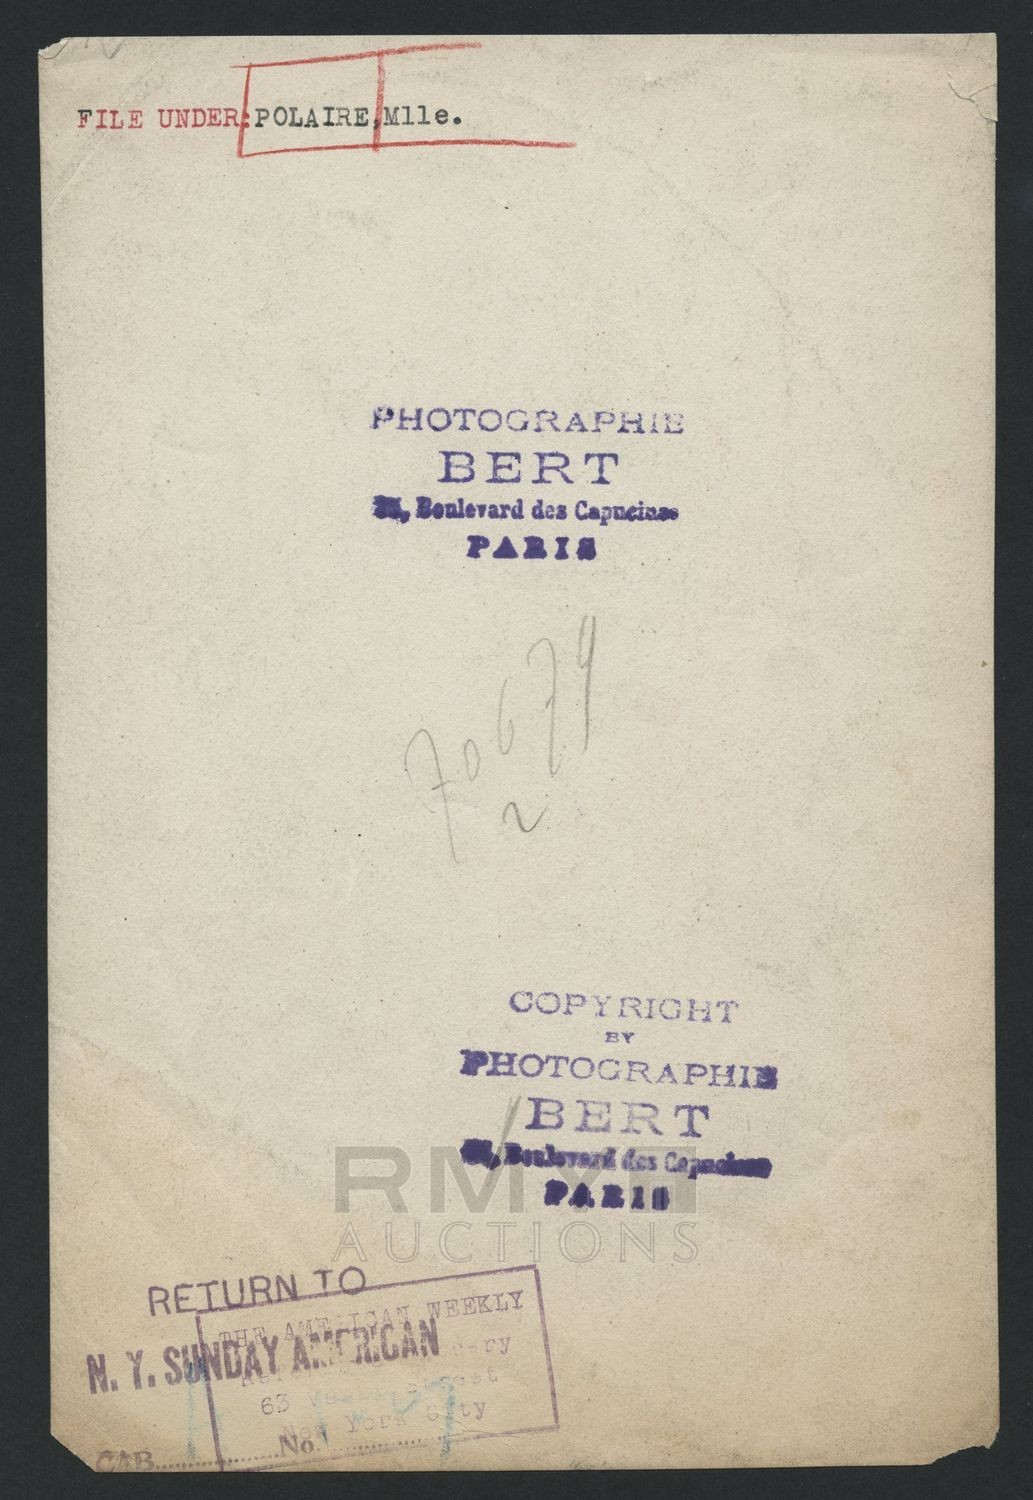 FILE UNDER:POLAIRE,Mlle.
PHOTOGRAPHIE
BERT
Boulevard des Capucines
PARIS
70679
2
COPYRIGHT
BY
PHOTOGRAPHIE
BERT
Boulevard des Capucines
PARIS
AUCTIONS
RETURN TO
THE AMERICAN WEEKLY
N. Y. SUNDAY AMERICAN
63
New York City
CAB.......... No..........